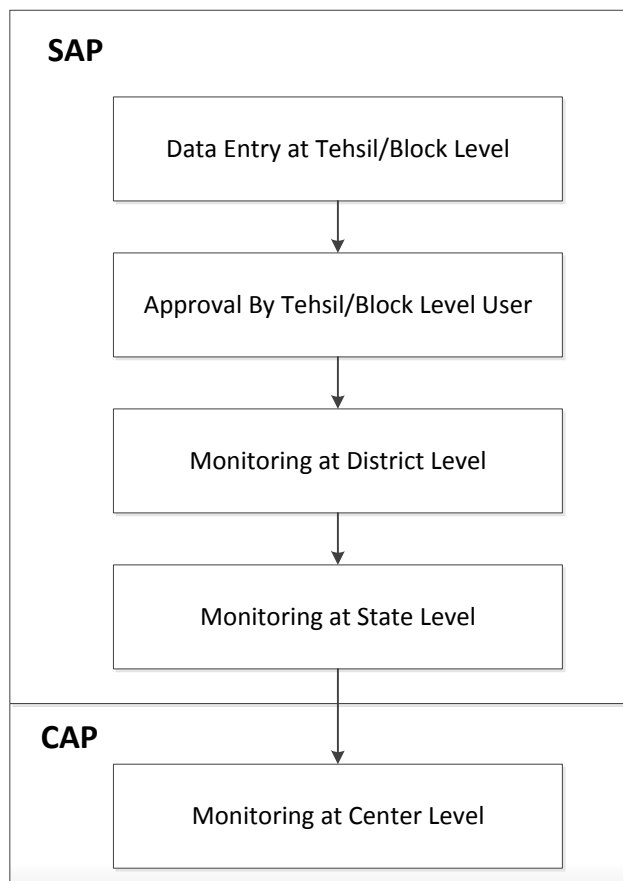 SAP
Data Entry at Tehsil/Block Level
Approval By Tehsil/Block Level User
Monitoring at District Level
Monitoring at State Level
CAP
Monitoring at Center Level